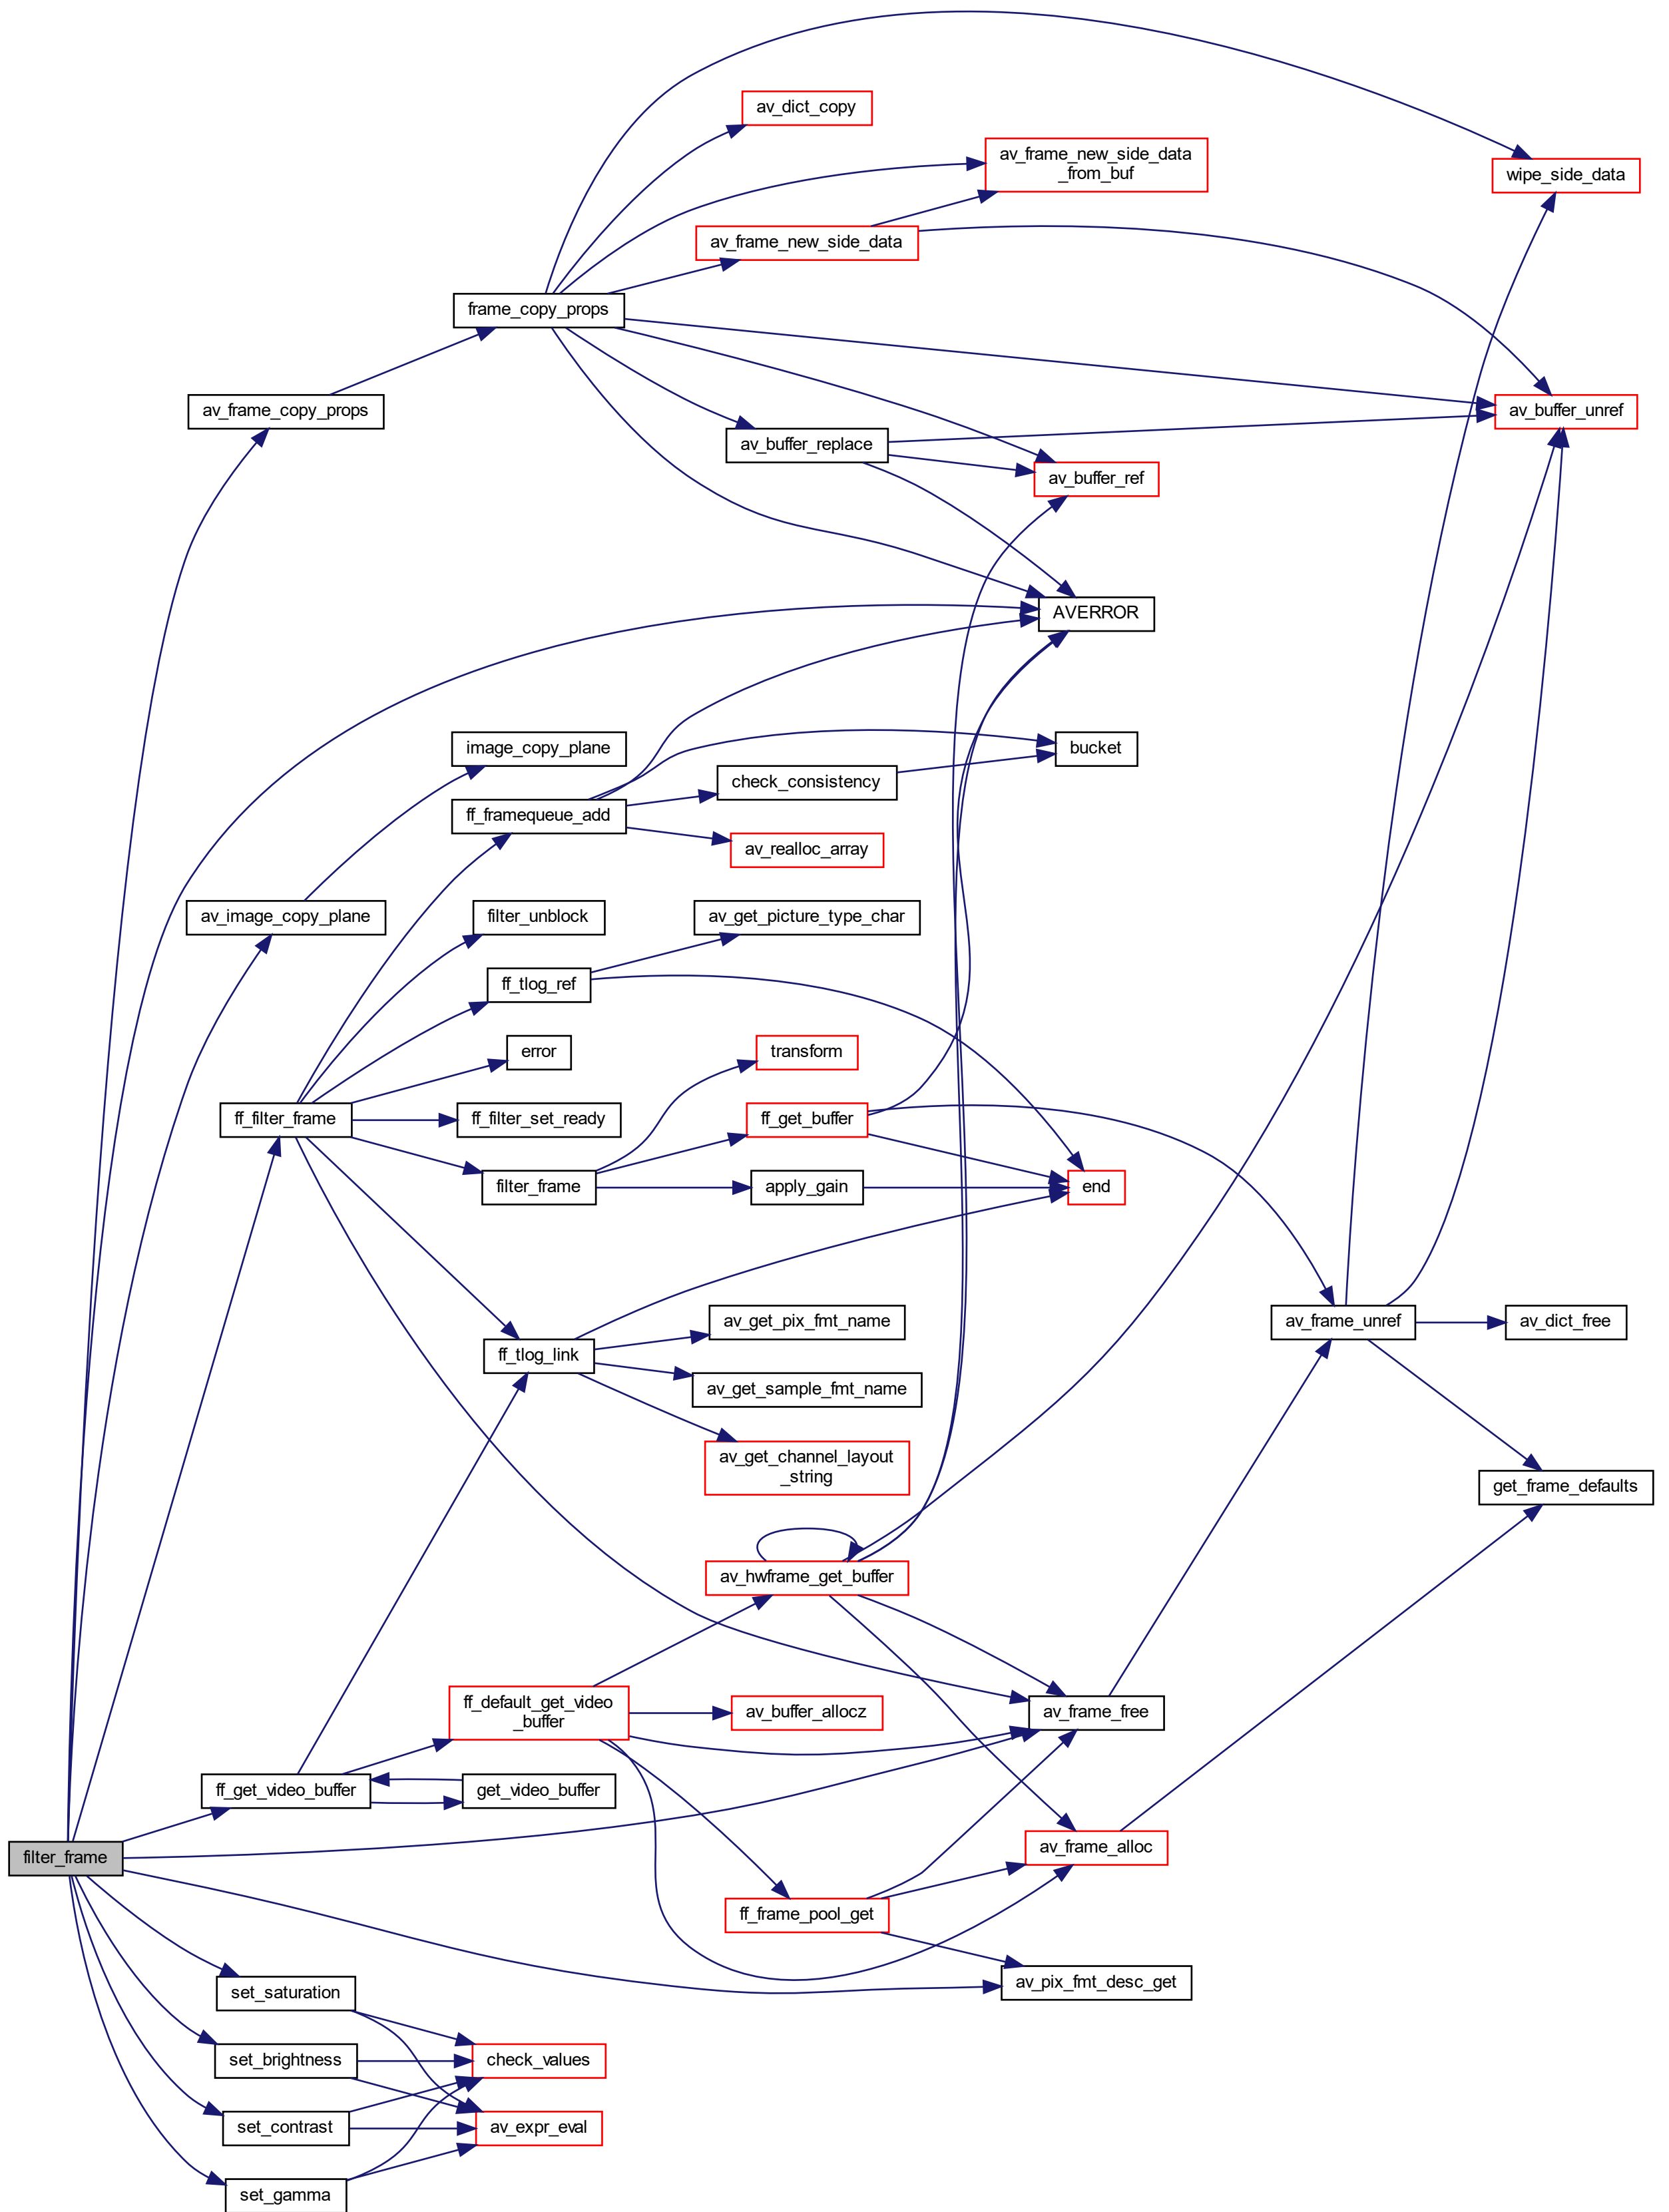 av_dict_copy
av_frame_new_side_data
_from_buf
wipe_side_data
av_frame_new_side_data
frame_copy_props
av_frame_copy_props
av_buffer_unref
av_buffer_replace
av_buffer_ref
AVERROR
image_copy_plane
bucket
check_consistency
ff_framequeue_add
av_realloc_array
av_image_copy_plane
filter_unblock
av_get_picture_type_char
ff_tlog_ref
error
transform
ff_filter_frame
ff_filter_set_ready
ff_get_buffer
filter_frame
apply_gain
end
av_get_pix_fmt_name
av_frame_unref
av_dict_free
ff_tlog_link
av_get_sample_fmt_name
av_get_channel_layout
_string
get_frame_defaults
av_hwframe_get_buffer
ff_default_get_video
_buffer
av_buffer_allocz
av_frame_free
ff_get_video_buffer
get_video_buffer
filter_frame
av_frame_alloc
ff_frame_pool_get
av_pix_fmt_desc_get
set_saturation
set_brightness
check_values
set_contrast
av_expr_eval
set_gamma